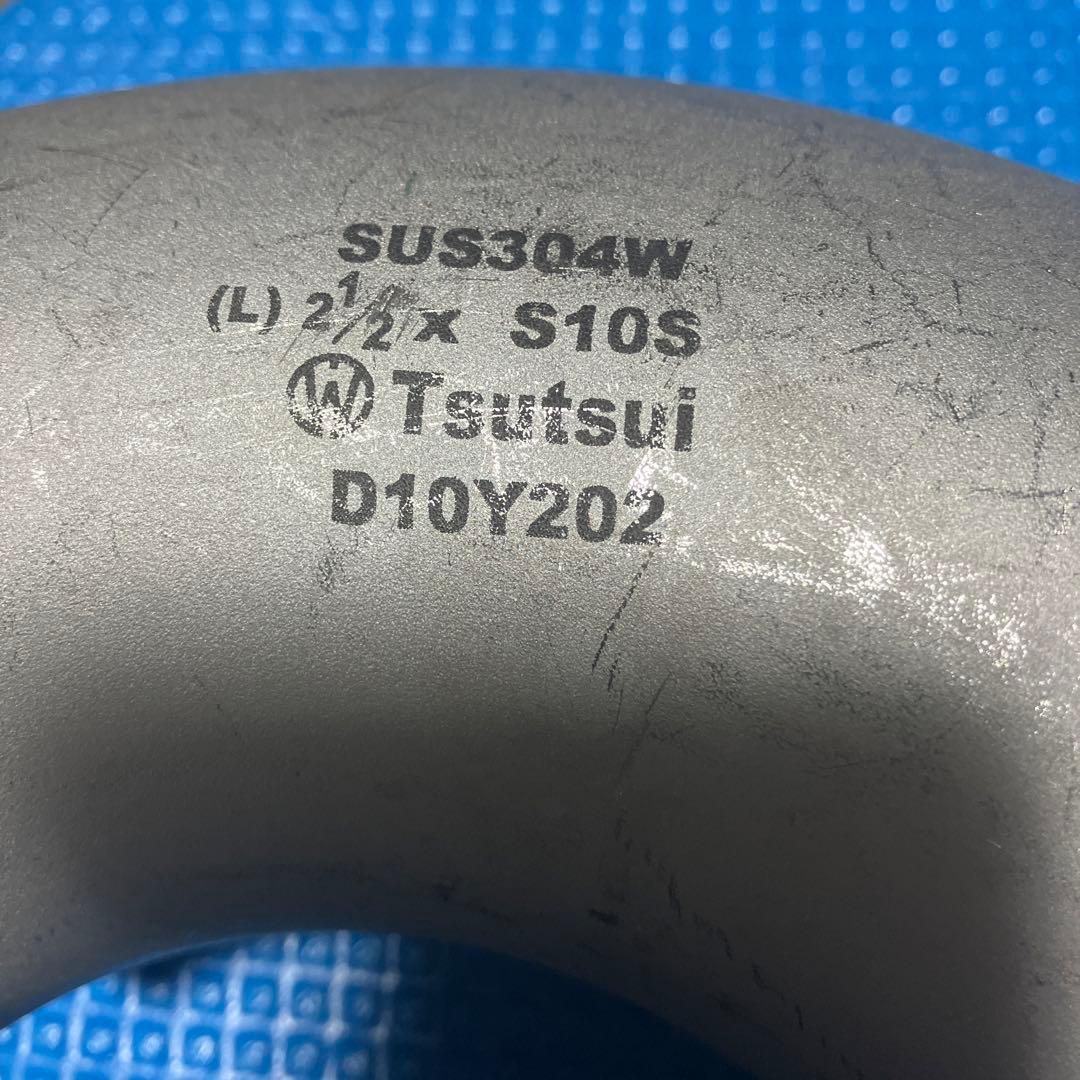 SUS304W
(L) 2 1/2 x S10S
W Tsutsui
D10Y202